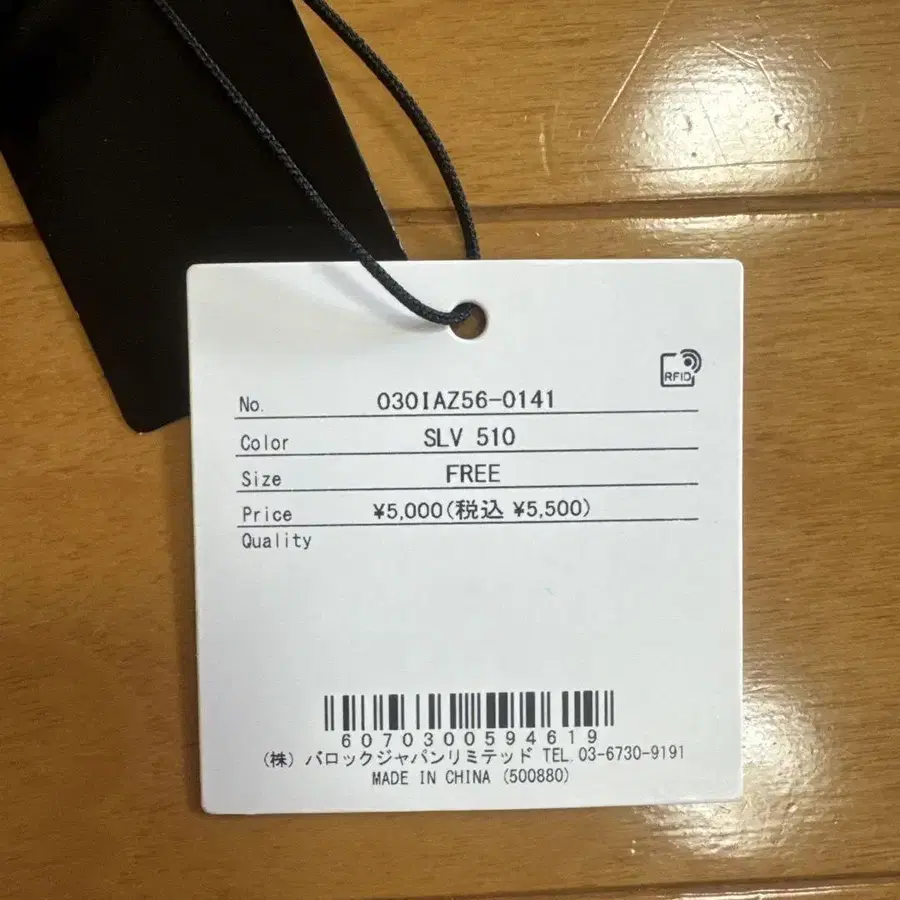 RFID
No. 030IAZ56-0141
Color SLV 510
Size FREE
Price ¥5,000(税込 ¥5,500)
Quality
6070300594619
(株) バロックジャパンリミテッド TEL.03-6730-9191
MADE IN CHINA (500880)